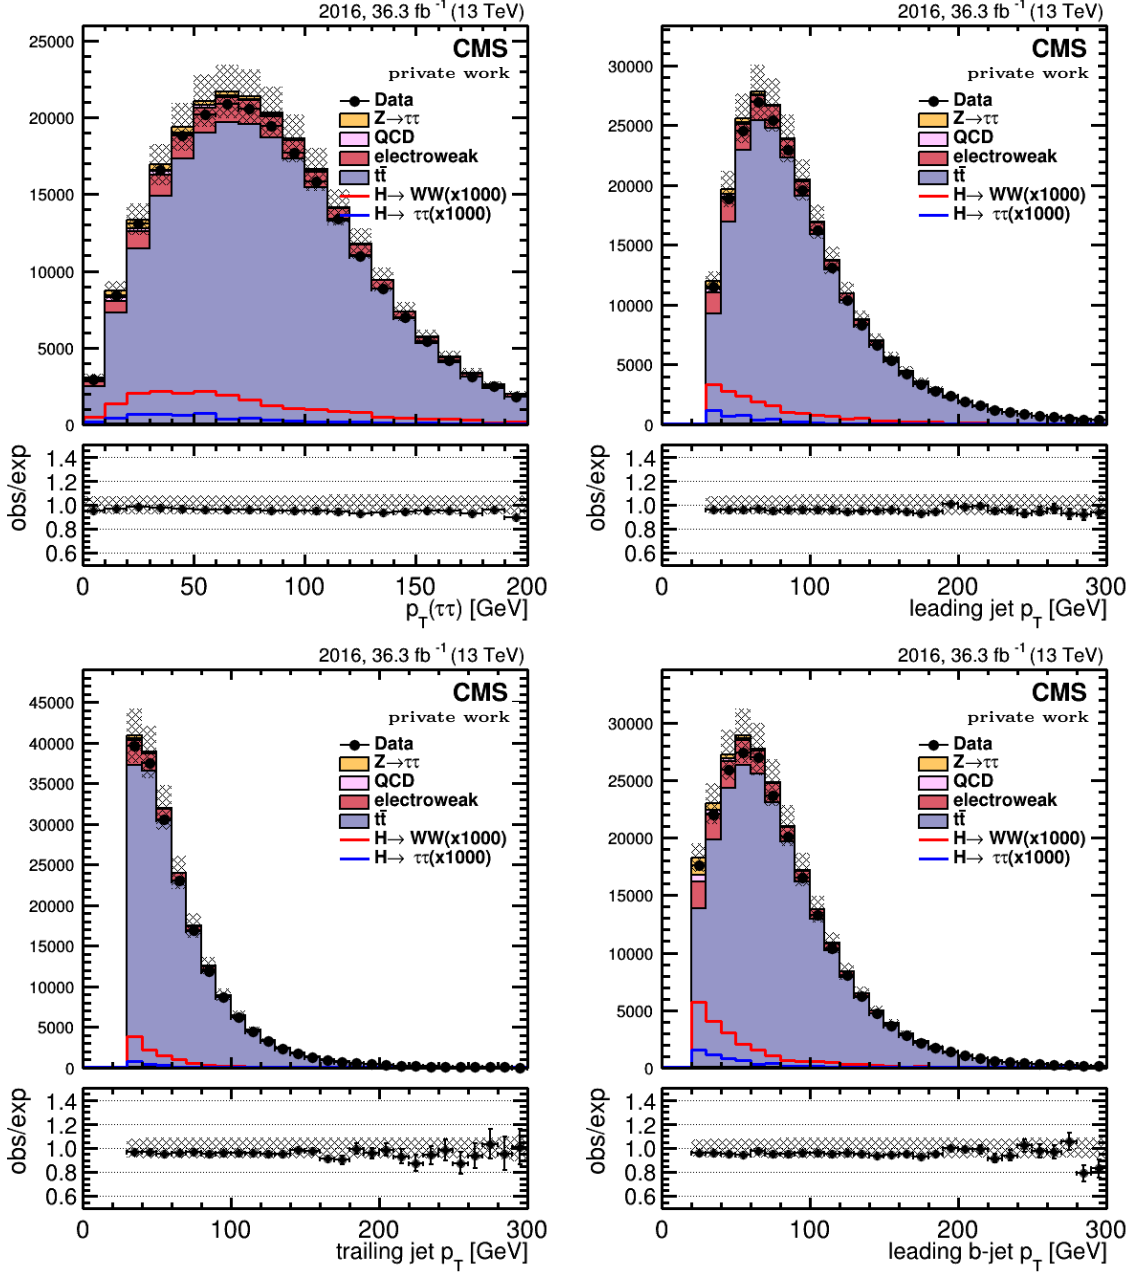 2016, 36.3 fb -1 (13 TeV)
CMS
private work
Data
Z→ττ
QCD
electroweak
tt̄
H→ WW(x1000)
H→ ττ(x1000)
25000
20000
15000
10000
5000
0
obs/exp
1.4
1.2
1.0
0.8
0.6
0 50 100 150 200
pT(ττ) [GeV]
2016, 36.3 fb -1 (13 TeV)
CMS
private work
Data
Z→ττ
QCD
electroweak
tt̄
H→ WW(x1000)
H→ ττ(x1000)
30000
25000
20000
15000
10000
5000
0
obs/exp
1.4
1.2
1.0
0.8
0.6
0 100 200 300
leading jet pT [GeV]
2016, 36.3 fb -1 (13 TeV)
CMS
private work
Data
Z→ττ
QCD
electroweak
tt̄
H→ WW(x1000)
H→ ττ(x1000)
45000
40000
35000
30000
25000
20000
15000
10000
5000
0
obs/exp
1.4
1.2
1.0
0.8
0.6
0 100 200 300
trailing jet pT [GeV]
2016, 36.3 fb -1 (13 TeV)
CMS
private work
Data
Z→ττ
QCD
electroweak
tt̄
H→ WW(x1000)
H→ ττ(x1000)
30000
25000
20000
15000
10000
5000
0
obs/exp
1.4
1.2
1.0
0.8
0.6
0 100 200 300
leading b-jet pT [GeV]